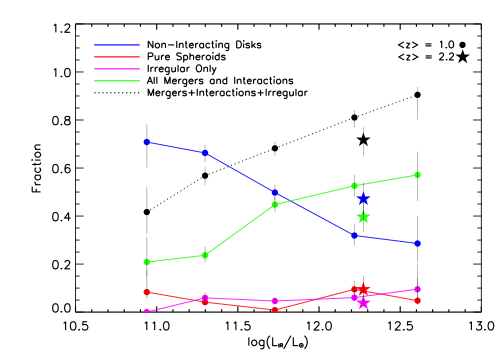 1.2
1.0
0.8
0.6
0.4
0.2
0.0
Fraction
Non-Interacting Disks
Pure Spheroids
Irregular Only
All Mergers and Interactions
Mergers+Interactions+Irregular
<z> = 1.0
<z> = 2.2
10.5 11.0 11.5 12.0 12.5 13.0
log(L_IR/L_⊙)